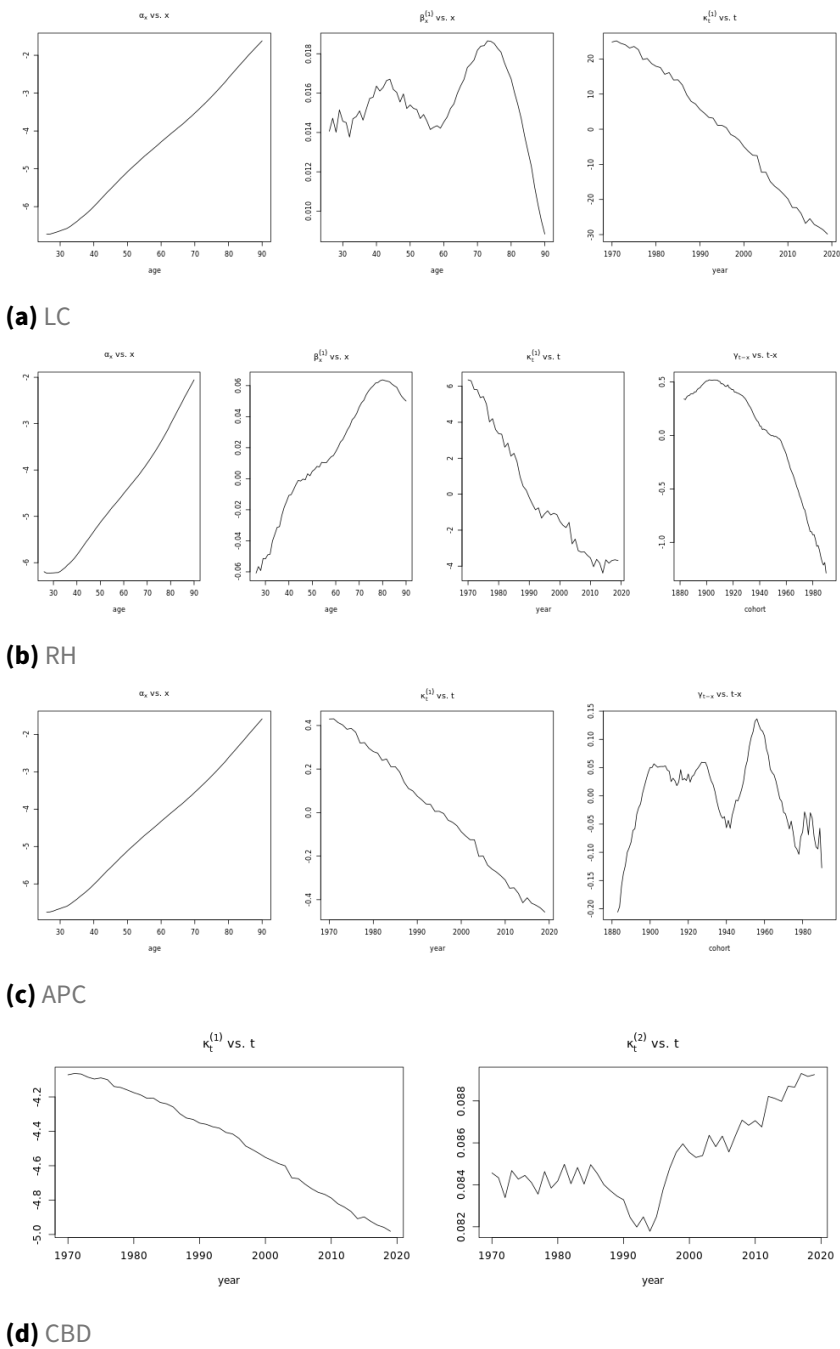 αx vs. x
βx(1) vs. x
κt(1) vs. t
-2
-3
-4
-5
-6
30 40 50 60 70 80 90
age
0.018
0.016
0.014
0.012
0.010
30 40 50 60 70 80 90
age
20
10
0
-10
-20
-30
1970 1980 1990 2000 2010 2020
year
(a) LC
αx vs. x
βx(1) vs. x
κt(1) vs. t
γt−x vs. t-x
-2
-3
-4
-5
-6
30 40 50 60 70 80 90
age
0.06
0.04
0.02
0.00
-0.02
-0.04
-0.06
30 40 50 60 70 80 90
age
6
4
2
0
-2
-4
1970 1980 1990 2000 2010 2020
year
0.5
0.0
-0.5
-1.0
1880 1900 1920 1940 1960 1980
cohort
(b) RH
αx vs. x
κt(1) vs. t
γt−x vs. t-x
-2
-3
-4
-5
-6
30 40 50 60 70 80 90
age
0.4
0.2
0.0
-0.2
-0.4
1970 1980 1990 2000 2010 2020
year
0.15
0.10
0.05
0.00
-0.05
-0.10
-0.15
-0.20
1880 1900 1920 1940 1960 1980
cohort
(c) APC
κt(1) vs. t
κt(2) vs. t
-4.2
-4.4
-4.6
-4.8
-5.0
1970 1980 1990 2000 2010 2020
year
0.088
0.086
0.084
0.082
1970 1980 1990 2000 2010 2020
year
(d) CBD